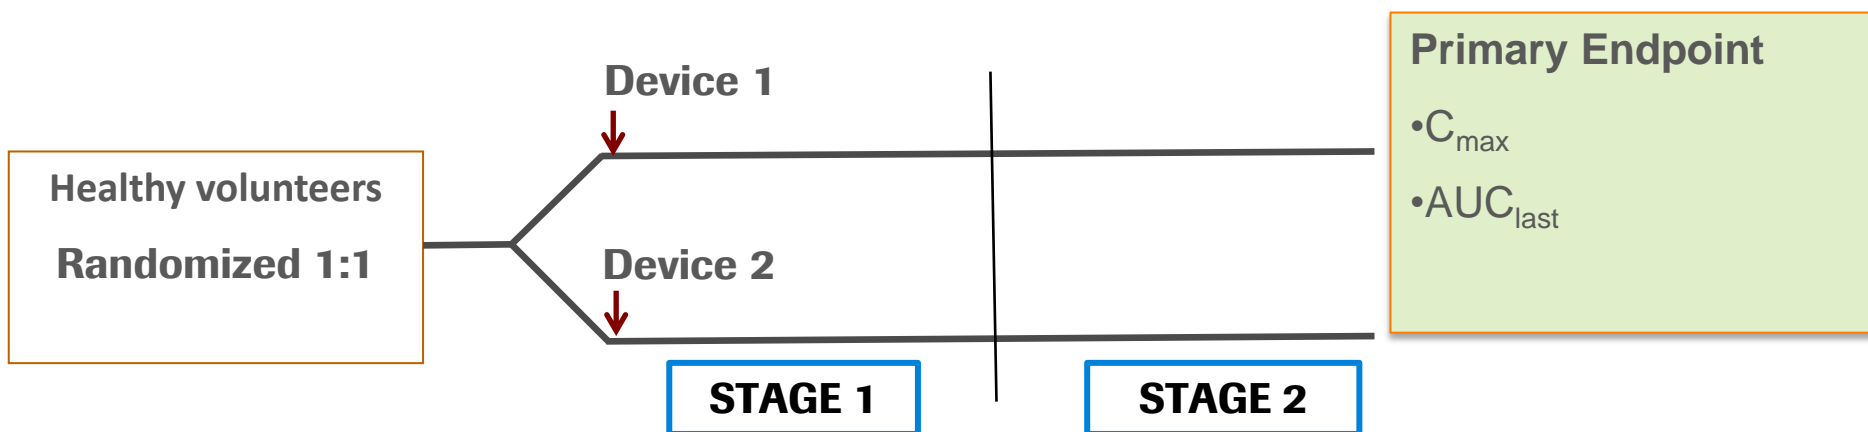 Healthy volunteers
Randomized 1:1
Device 1
Device 2
STAGE 1
STAGE 2
Primary Endpoint
•Cmax
•AUClast